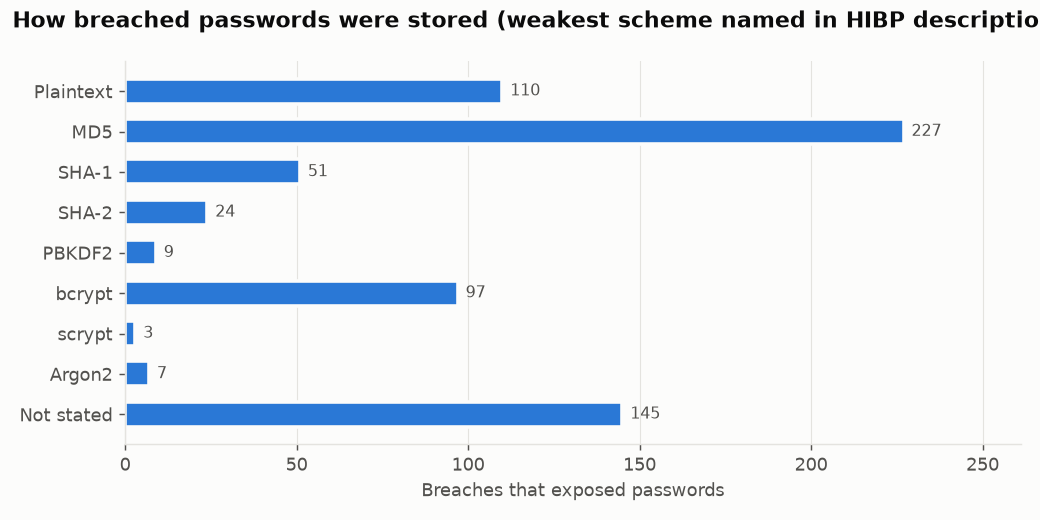 How breached passwords were stored (weakest scheme named in HIBP descriptio
Plaintext 110
MD5 227
SHA-1 51
SHA-2 24
PBKDF2 9
bcrypt 97
scrypt 3
Argon2 7
Not stated 145
0 50 100 150 200 250
Breaches that exposed passwords